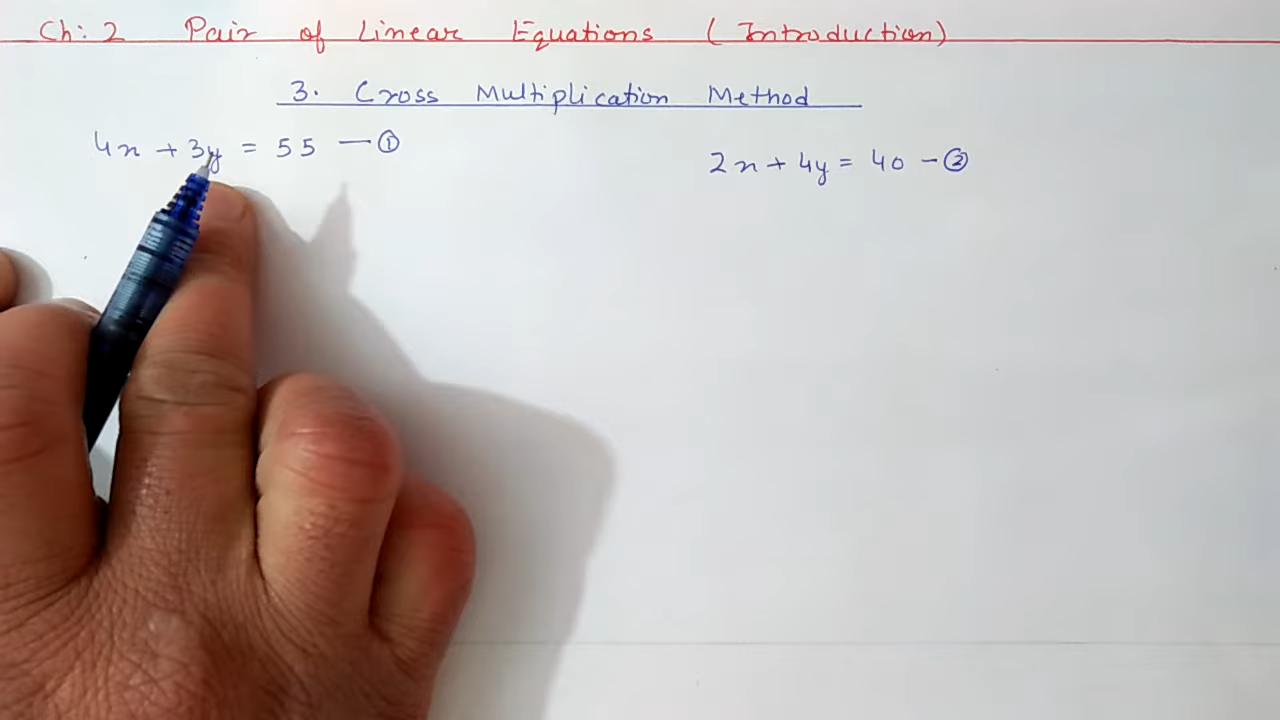 Ch: 2 Pair of Linear Equations (Introduction)
3. Cross Multiplication Method
4x + 3y = 55 — ①
2x + 4y = 40 — ②